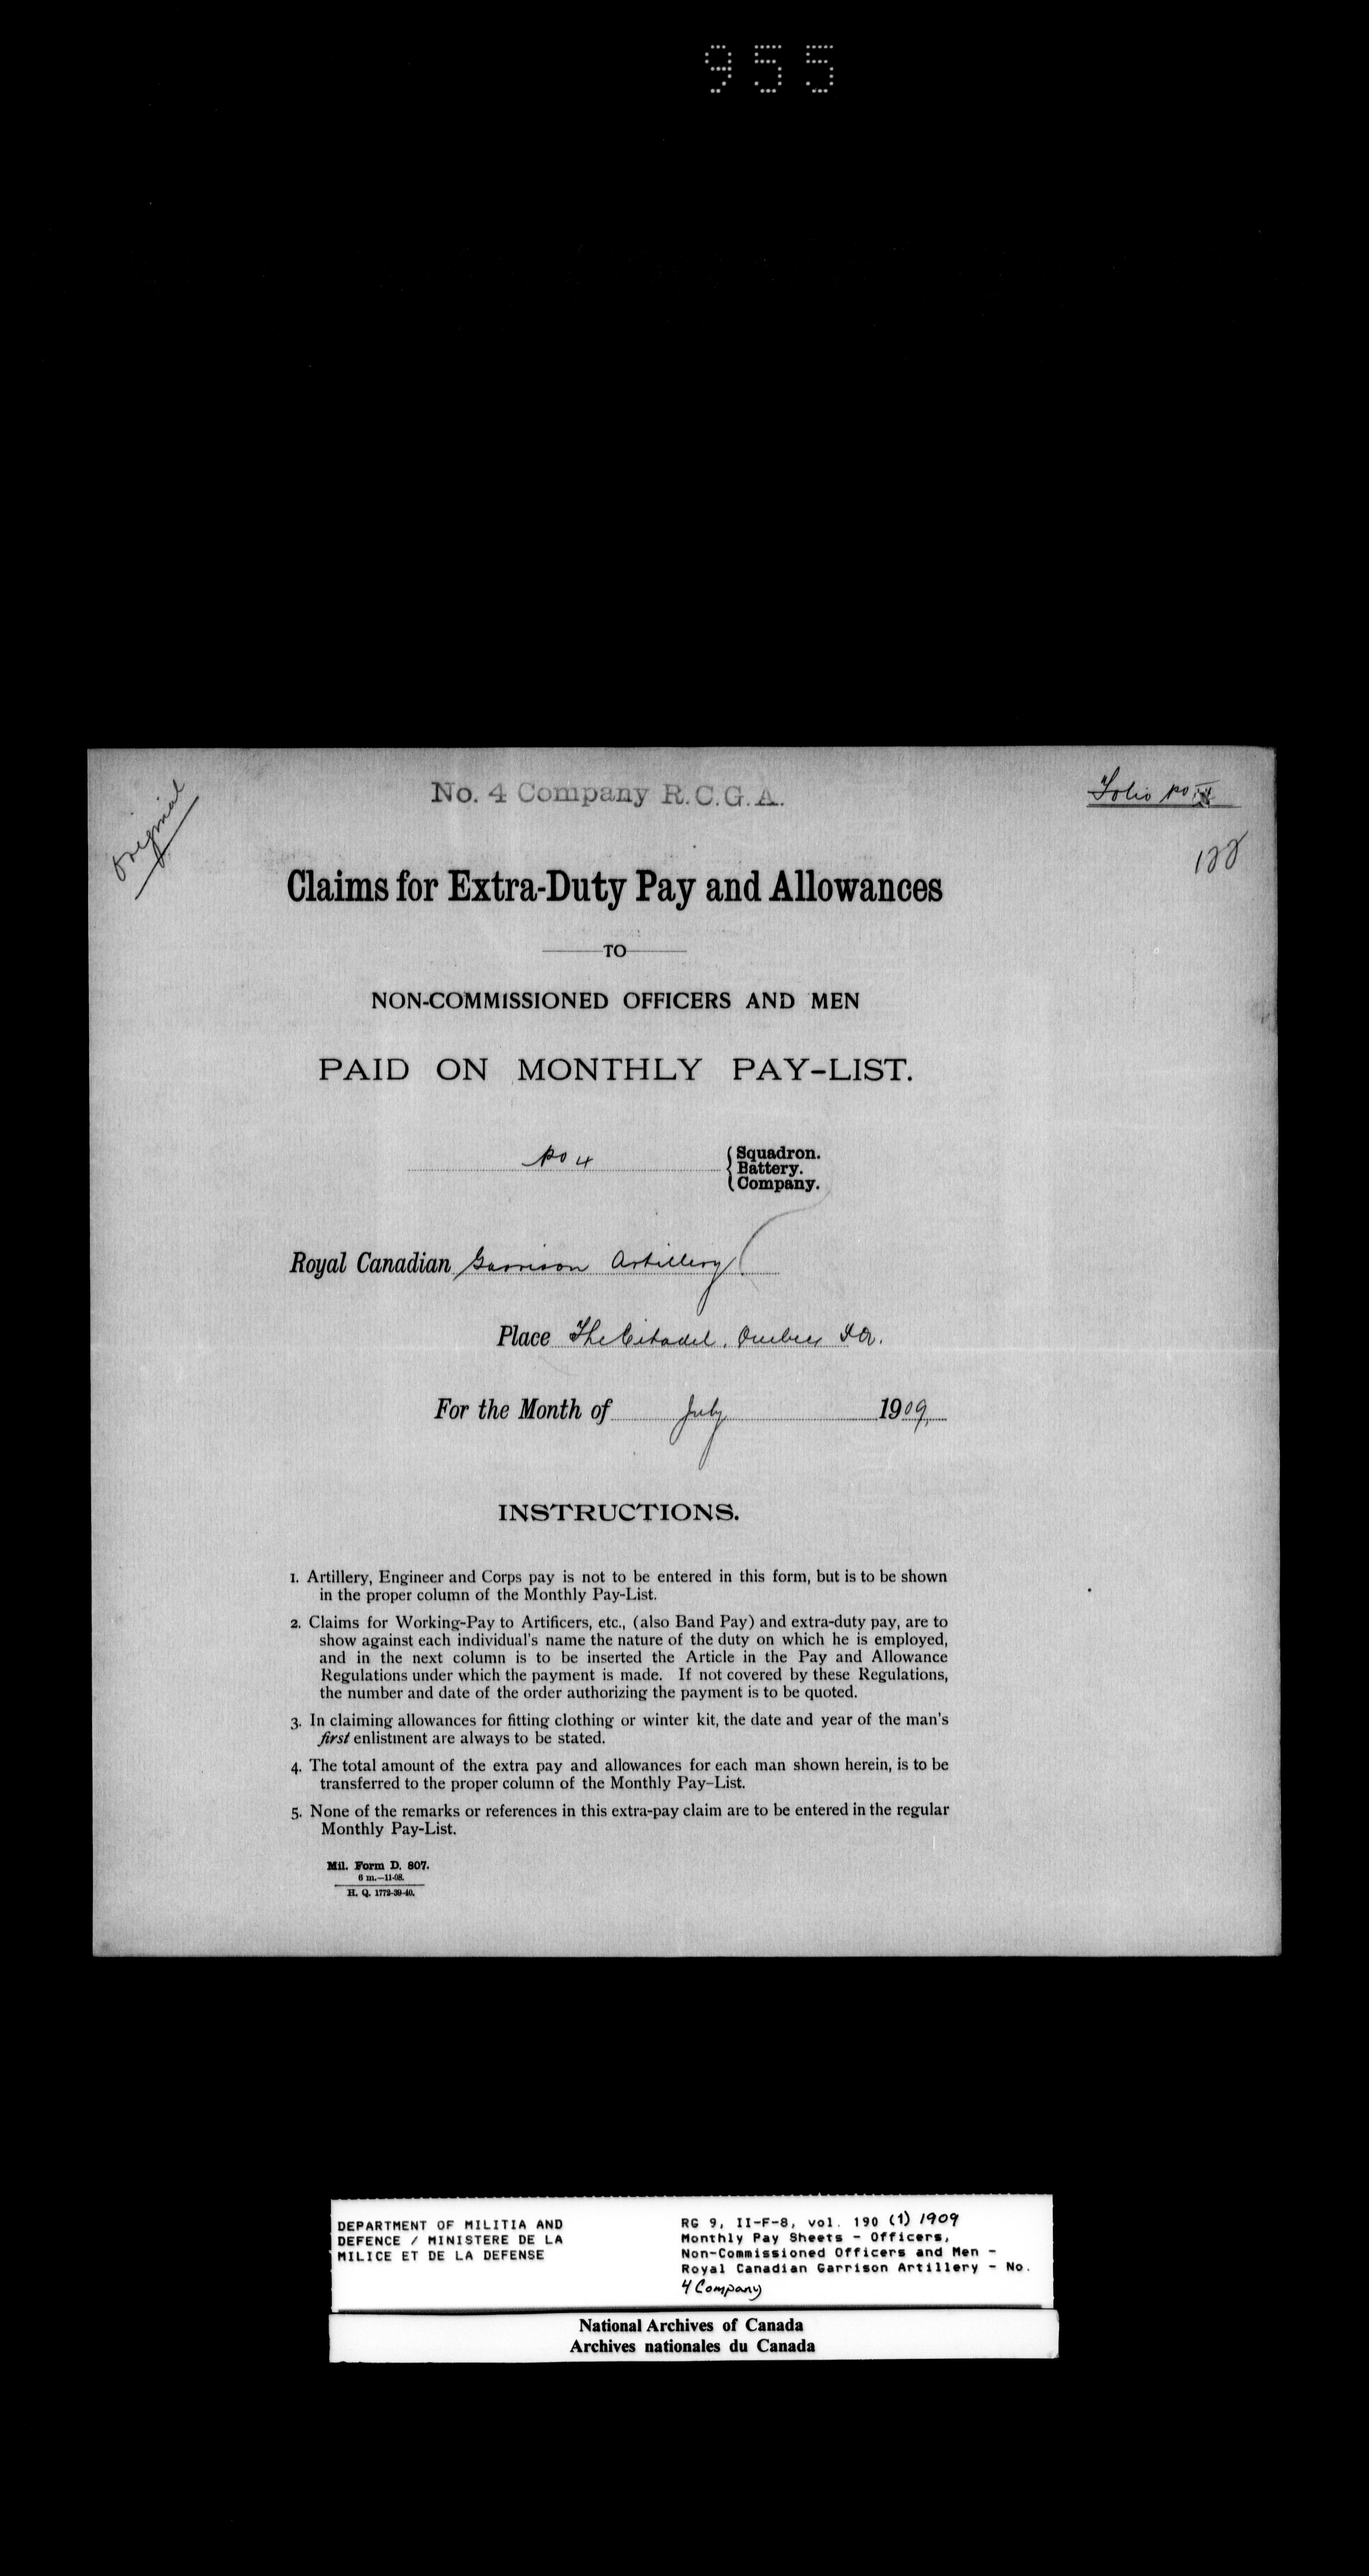 955
Original
No. 4 Company R.C.G.A.
Folio No
Claims for Extra-Duty Pay and Allowances
TO
NON-COMMISSIONED OFFICERS AND MEN
PAID ON MONTHLY PAY-LIST.
No 4
Squadron.
Battery.
Company.
Royal Canadian Garrison Artillery
Place The Citadel, Quebec
For the Month of July 1909,
INSTRUCTIONS.
1. Artillery, Engineer and Corps pay is not to be entered in this form, but is to be shown
in the proper column of the Monthly Pay-List.
2. Claims for Working-Pay to Artificers, etc., (also Band Pay) and extra-duty pay, are to
show against each individual's name the nature of the duty on which he is employed,
and in the next column is to be inserted the Article in the Pay and Allowance
Regulations under which the payment is made. If not covered by these Regulations,
the number and date of the order authorizing the payment is to be quoted.
3. In claiming allowances for fitting clothing or winter kit, the date and year of the man's
first enlistment are always to be stated.
4. The total amount of the extra pay and allowances for each man shown herein, is to be
transferred to the proper column of the Monthly Pay-List.
5. None of the remarks or references in this extra-pay claim are to be entered in the regular
Monthly Pay-List.
Mil. Form D. 807.
6 m.—11-08.
H. Q. 1772-39-40.
DEPARTMENT OF MILITIA AND
DEFENCE / MINISTERE DE LA
MILICE ET DE LA DEFENSE
RG 9, II-F-8, vol. 190 (1) 1909
Monthly Pay Sheets - Officers,
Non-Commissioned Officers and Men -
Royal Canadian Garrison Artillery - No.
4 Company
National Archives of Canada
Archives nationales du Canada